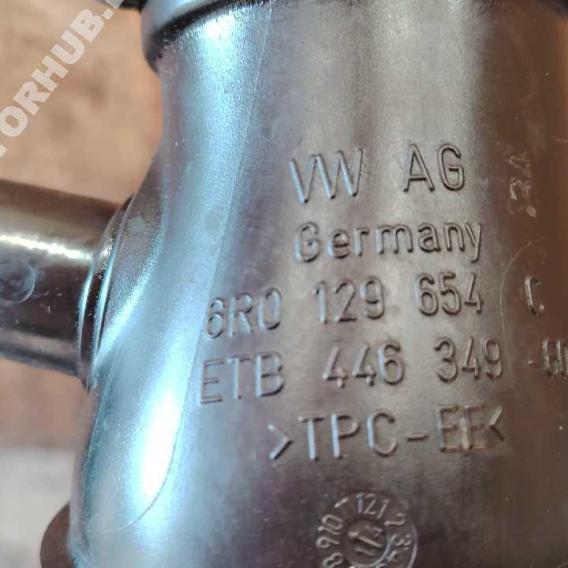 VW AG
Germany
6R0 129 654 C
ETB 446 349
>TPC-EE<